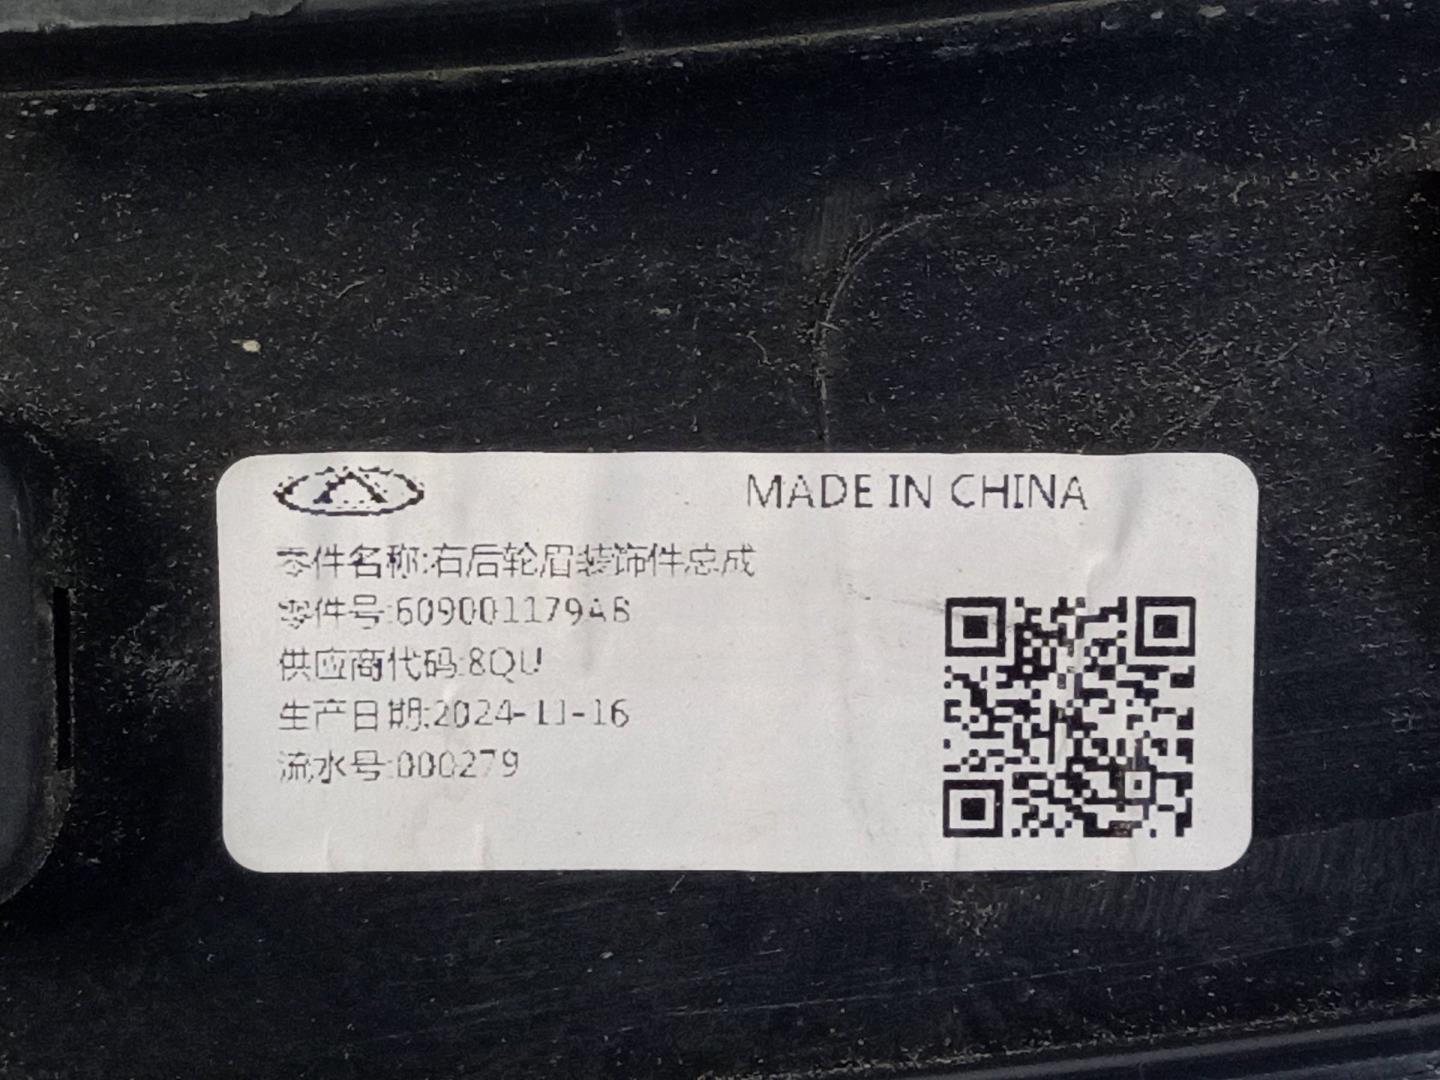 MADE IN CHINA
零件名称:右后轮眉装饰件总成
零件号:609001179AB
供应商代码:8QU
生产日期:2024-11-16
流水号:000279